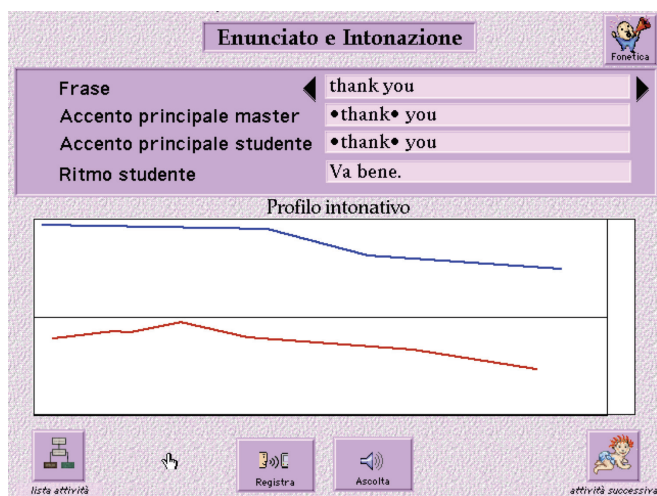 Enunciato e Intonazione
Fonetica
Frase thank you
Accento principale master •thank• you
Accento principale studente •thank• you
Ritmo studente Va bene.
Profilo intonativo
lista attività
Registra
Ascolta
attività successiva